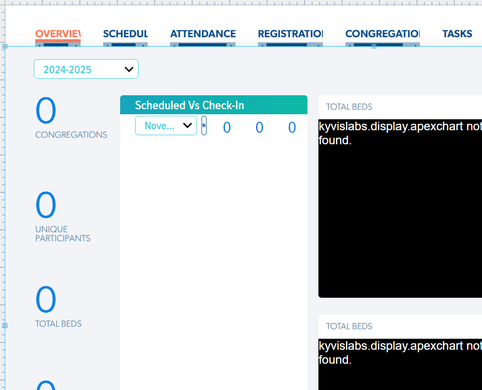 OVERVIEW SCHEDUL ATTENDANCE REGISTRATIO CONGREGATIO TASKS
2024-2025
0
CONGREGATIONS
0
UNIQUE
PARTICIPANTS
0
TOTAL BEDS
0
Scheduled Vs Check-In
Nove... 0 0 0
TOTAL BEDS
kyvislabs.display.apexchart not
found.
TOTAL BEDS
kyvislabs.display.apexchart not
found.